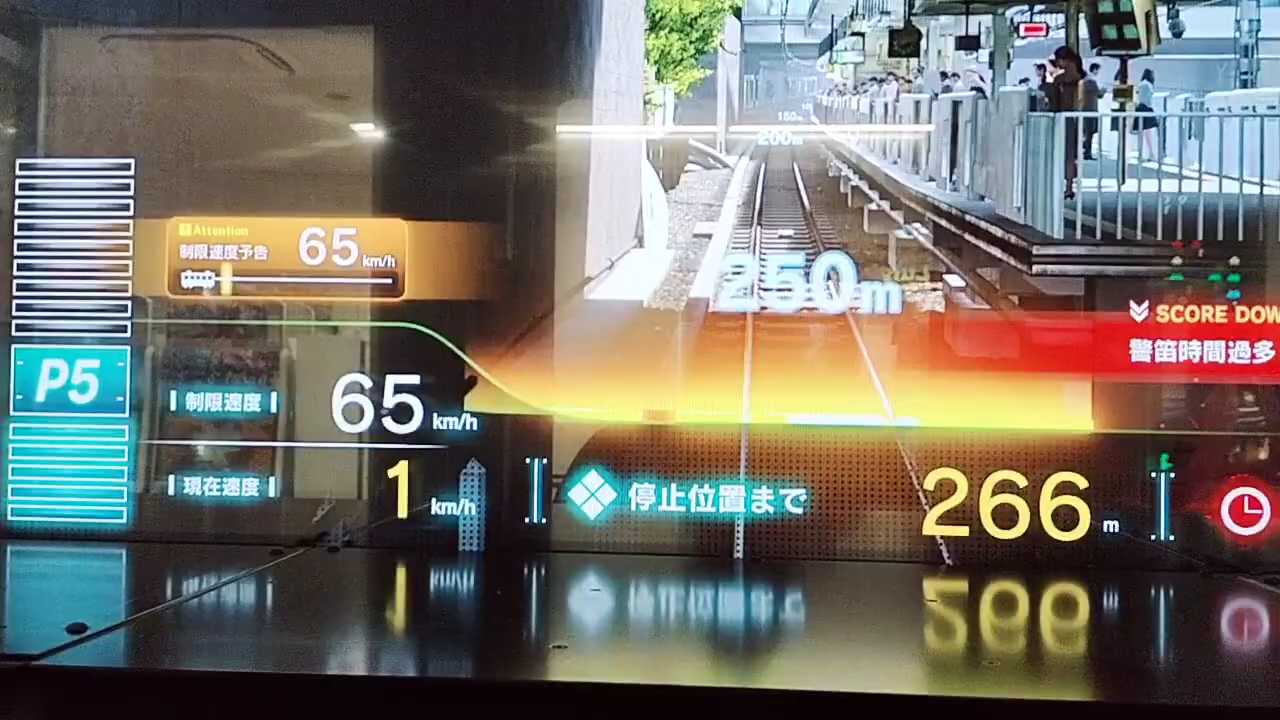 Attention
制限速度予告 65 km/h
150m
200m
250m
SCORE DOW
警笛時間過多
P5
制限速度 65 km/h
現在速度 1 km/h
停止位置まで 266 m